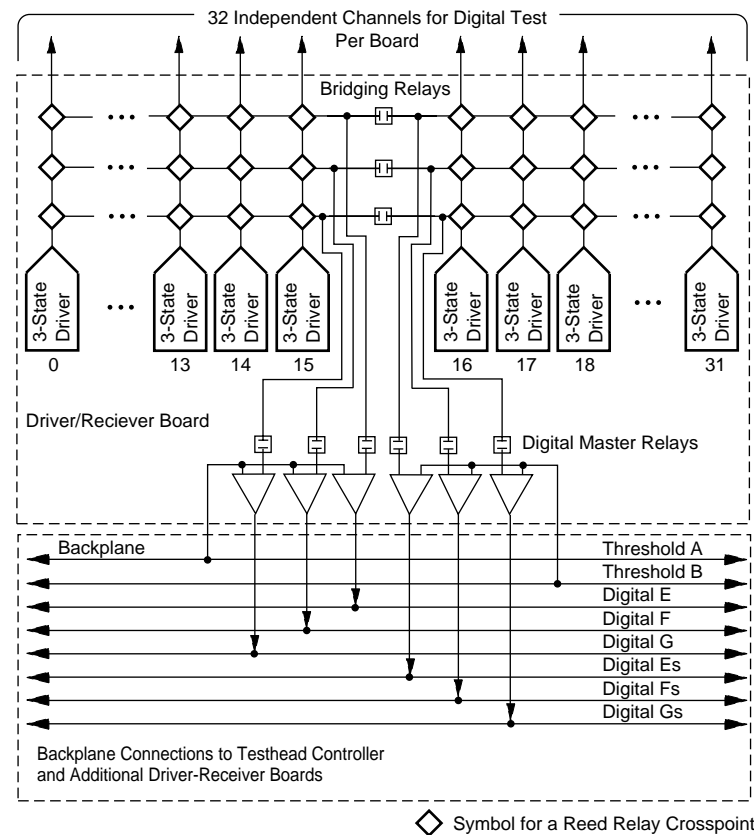 32 Independent Channels for Digital Test
Per Board
Bridging Relays
3-State Driver
3-State Driver
3-State Driver
3-State Driver
3-State Driver
3-State Driver
3-State Driver
3-State Driver
0 13 14 15 16 17 18 31
Driver/Reciever Board
Digital Master Relays
Backplane
Threshold A
Threshold B
Digital E
Digital F
Digital G
Digital Es
Digital Fs
Digital Gs
Backplane Connections to Testhead Controller
and Additional Driver-Receiver Boards
Symbol for a Reed Relay Crosspoint